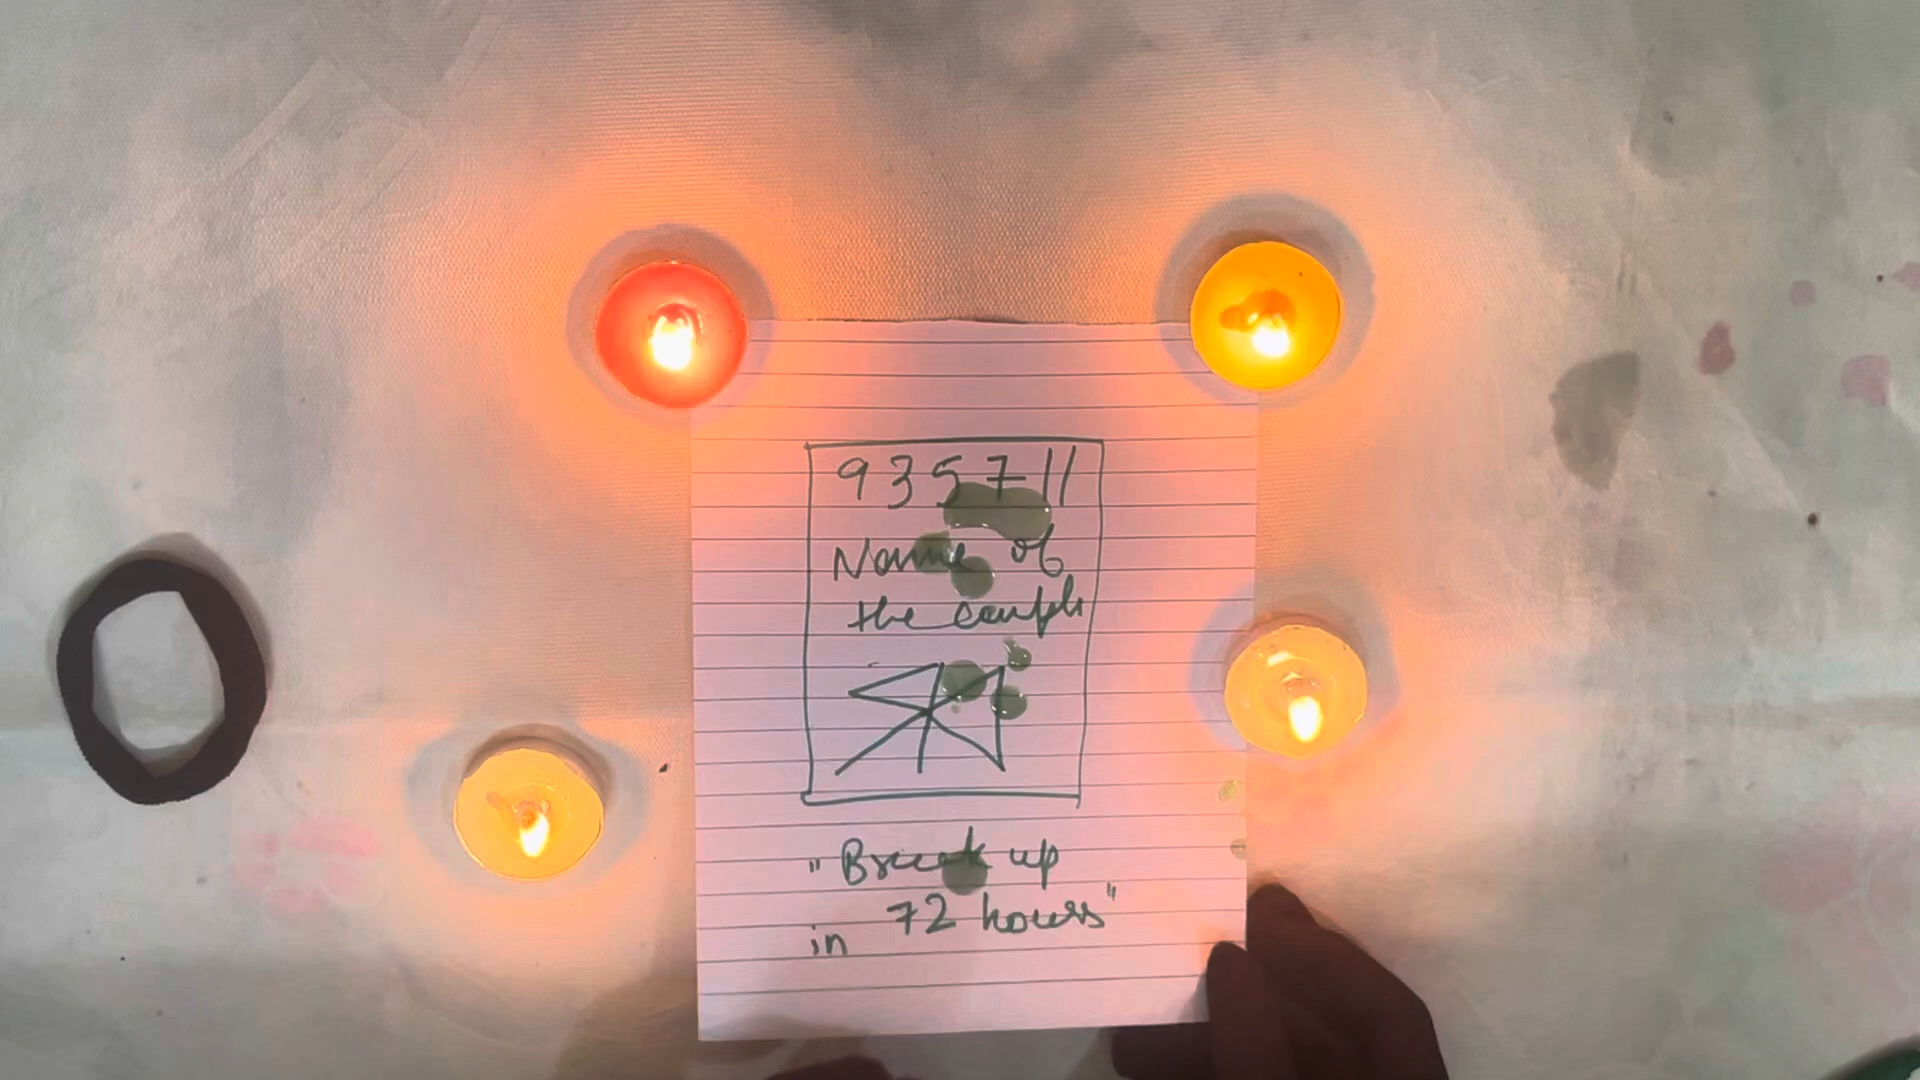 935711
Name of
the couple
"Break up
in 72 hours"